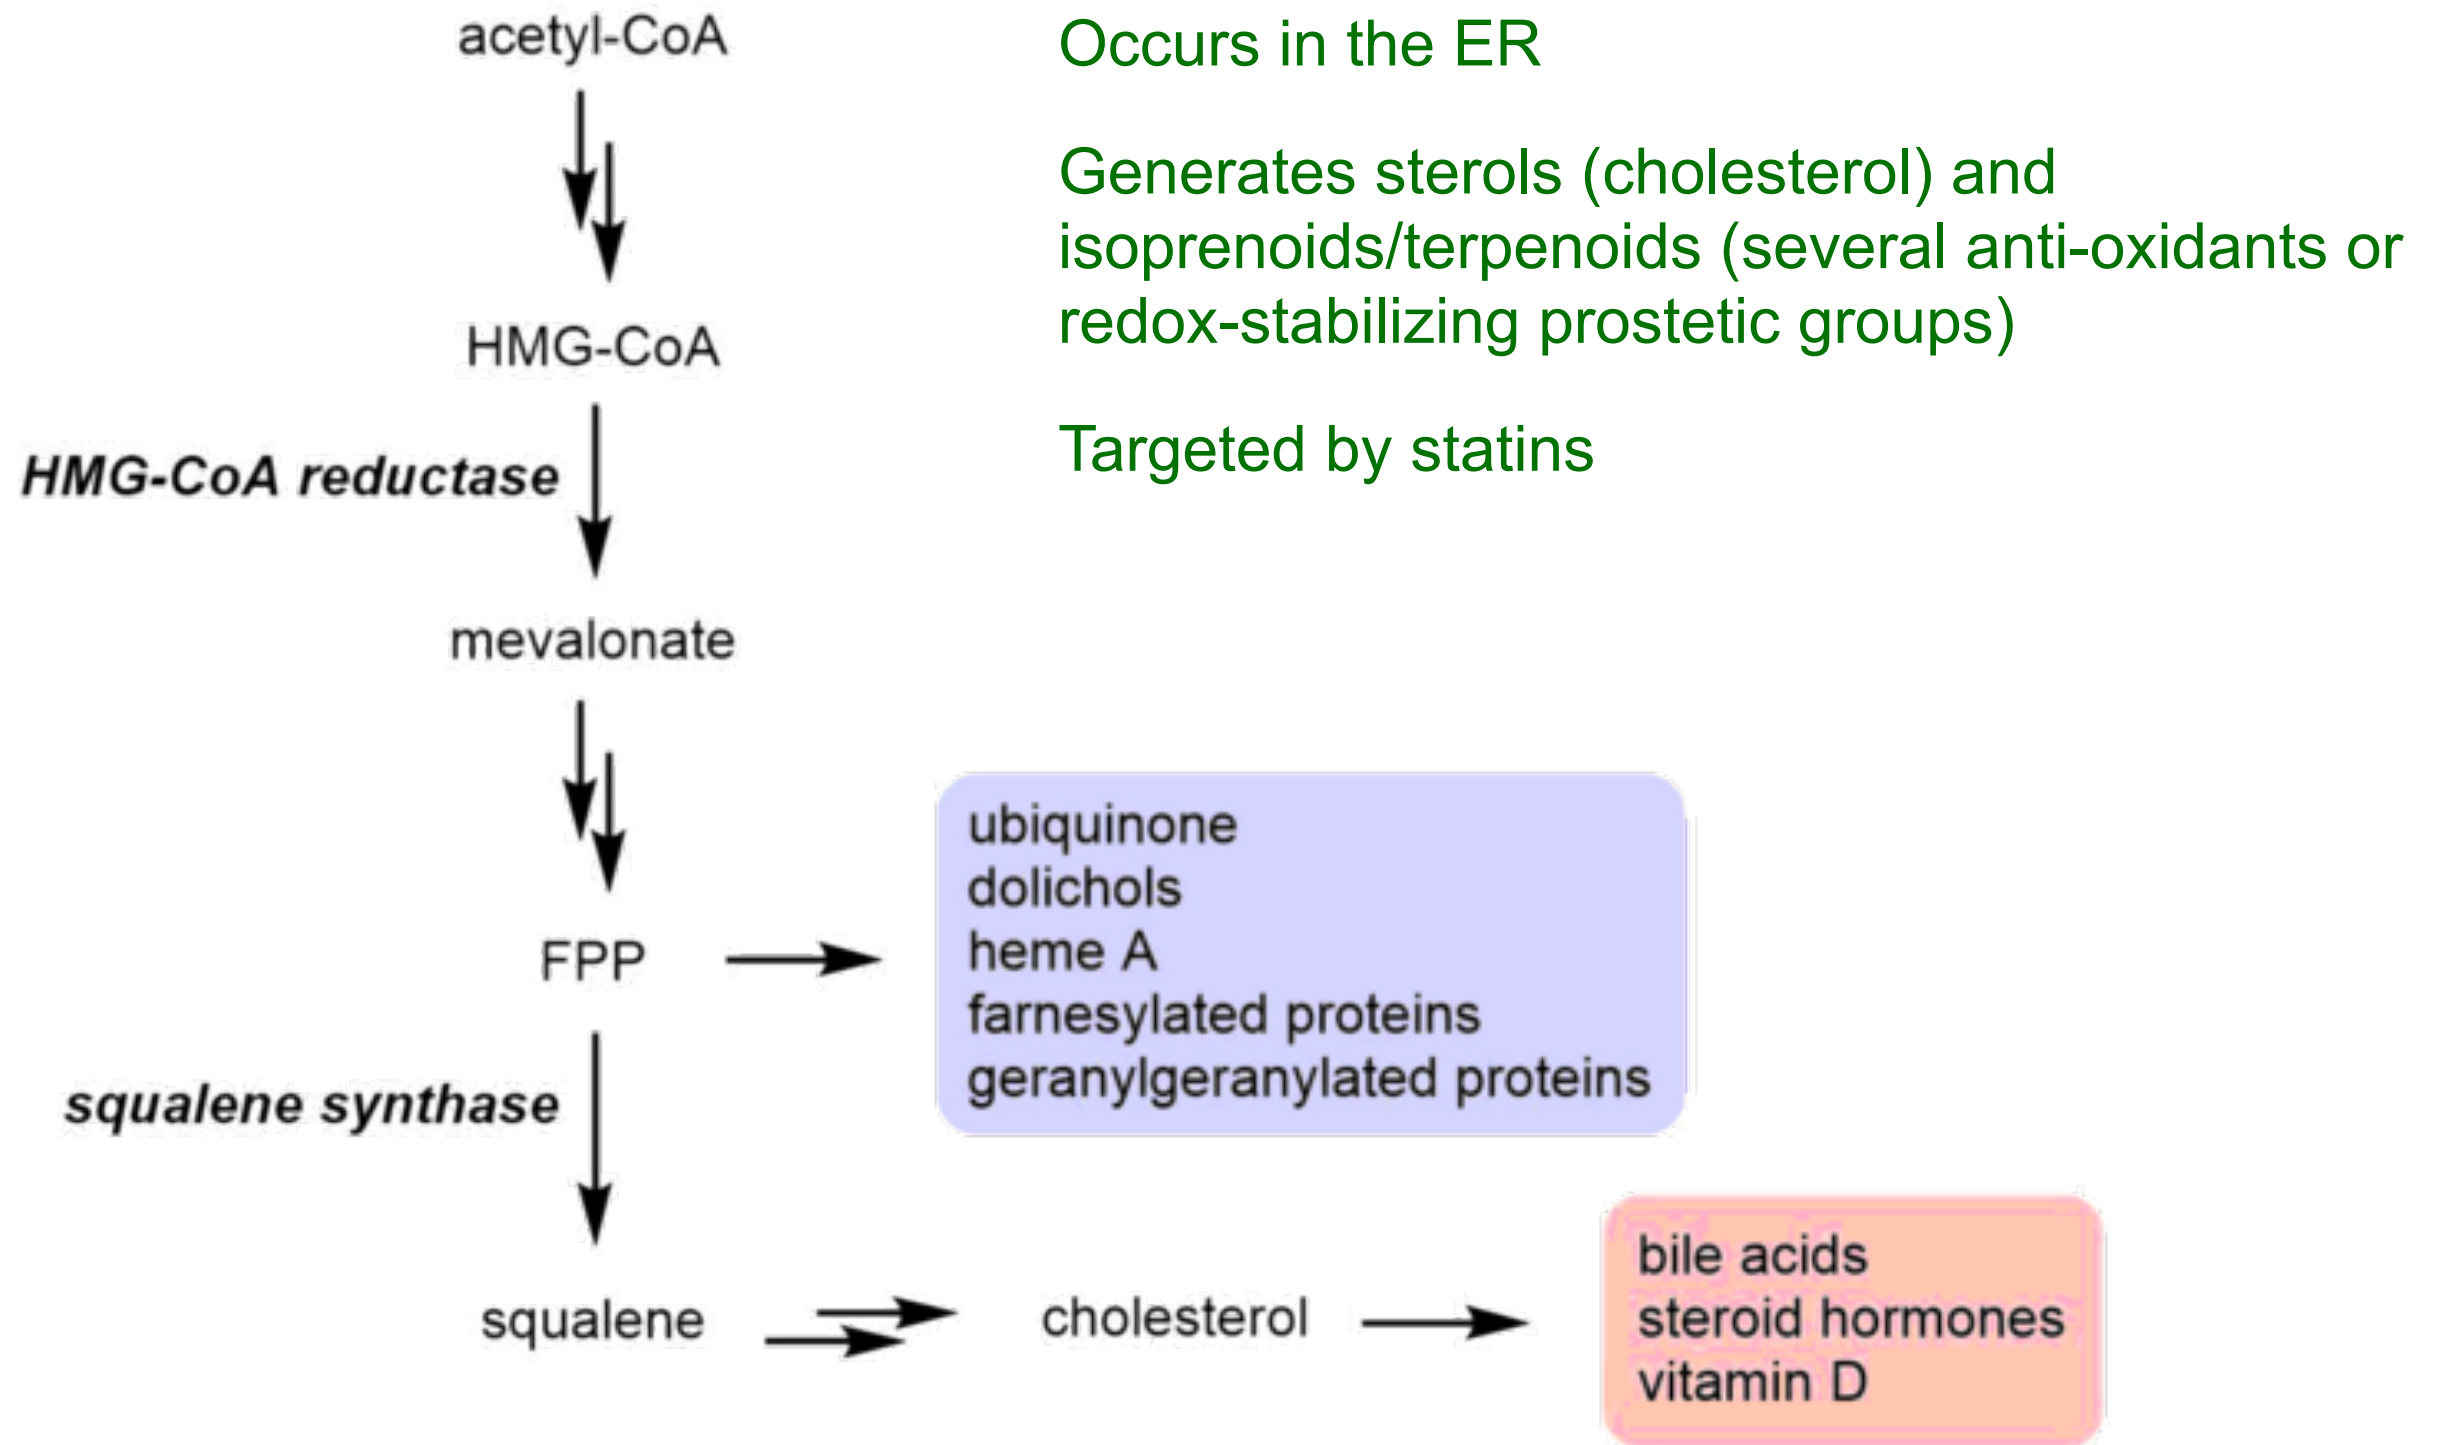 acetyl-CoA
Occurs in the ER
Generates sterols (cholesterol) and
isoprenoids/terpenoids (several anti-oxidants or
redox-stabilizing prostetic groups)
HMG-CoA
Targeted by statins
HMG-CoA reductase
mevalonate
ubiquinone
dolichols
heme A
farnesylated proteins
geranylgeranylated proteins
FPP
squalene synthase
squalene
cholesterol
bile acids
steroid hormones
vitamin D